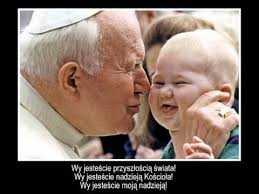 Wy jesteście przyszłością świata!
Wy jesteście nadzieją Kościoła!
Wy jesteście moją nadzieją!